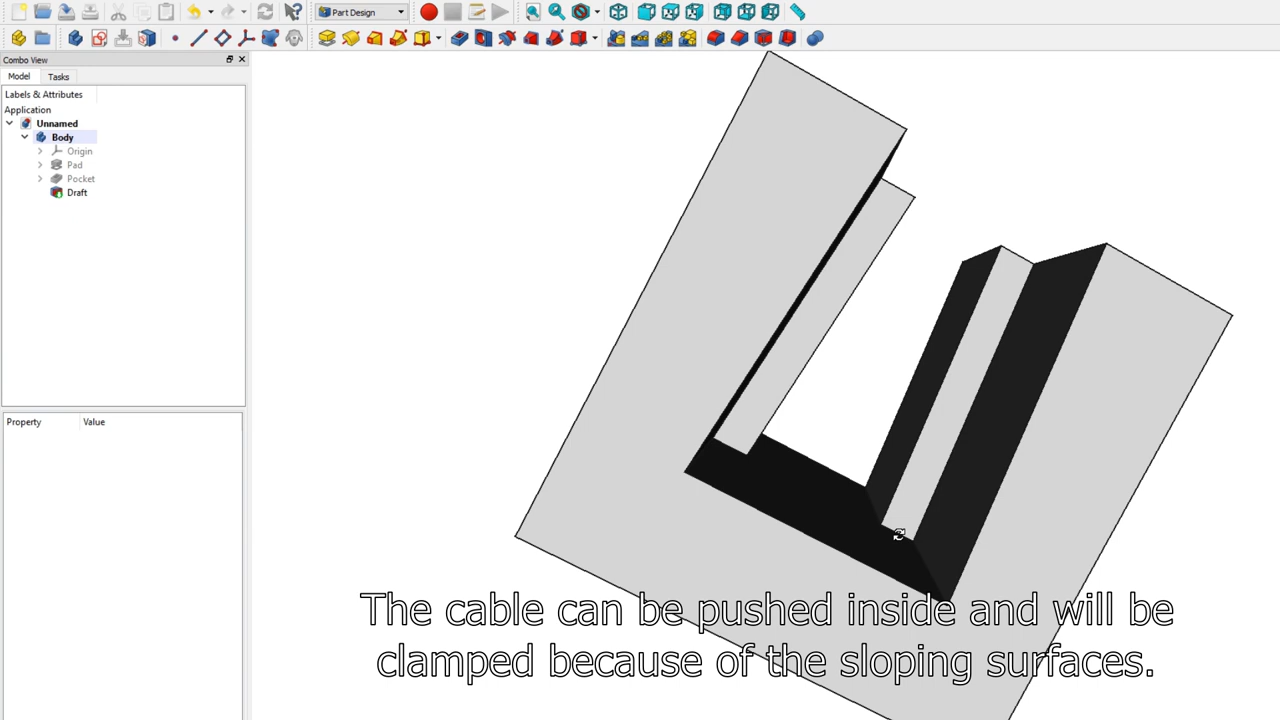 Part Design
Combo View
Model Tasks
Labels & Attributes
Application
Unnamed
Body
Origin
Pad
Pocket
Draft
Property Value
The cable can be pushed inside and will be
clamped because of the sloping surfaces.